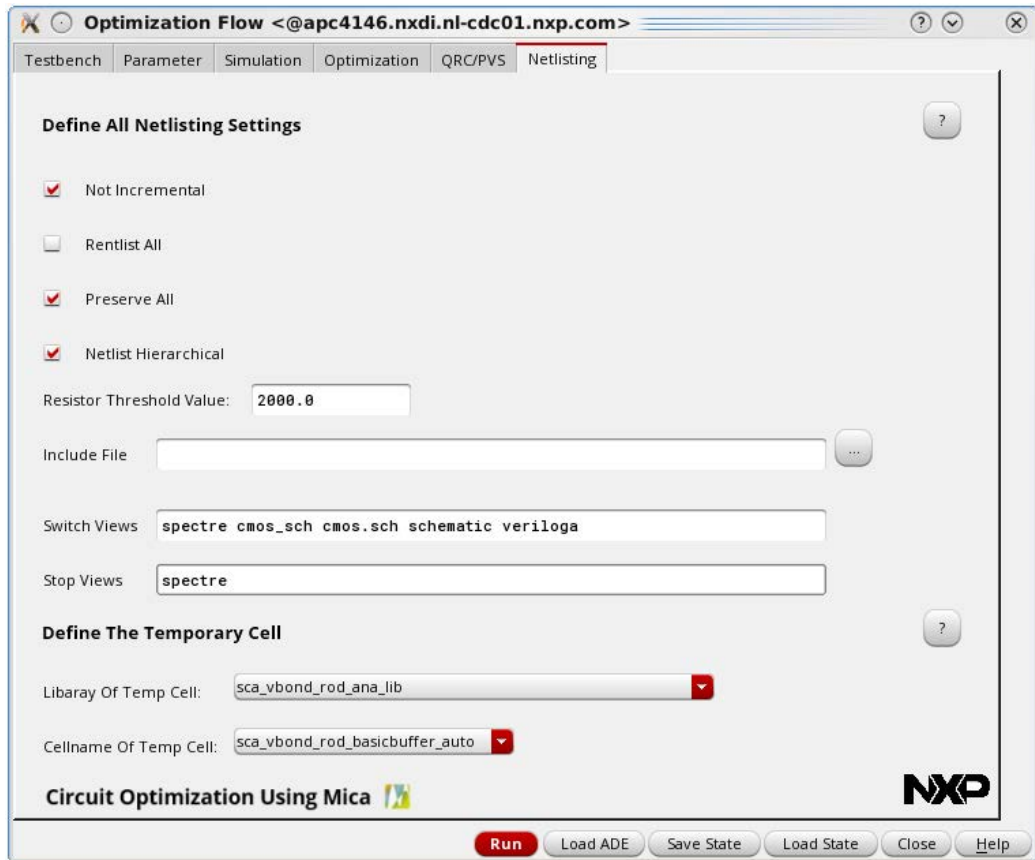 Optimization Flow <@apc4146.nxdi.nl-cdc01.nxp.com>
Testbench Parameter Simulation Optimization QRC/PVS Netlisting
Define All Netlisting Settings ?
Not Incremental
Rentlist All
Preserve All
Netlist Hierarchical
Resistor Threshold Value: 2000.0
Include File ...
Switch Views spectre cmos_sch cmos.sch schematic veriloga
Stop Views spectre
Define The Temporary Cell ?
Libaray Of Temp Cell: sca_vbond_rod_ana_lib
Cellname Of Temp Cell: sca_vbond_rod_basicbuffer_auto
Circuit Optimization Using Mica NXP
Run Load ADE Save State Load State Close Help